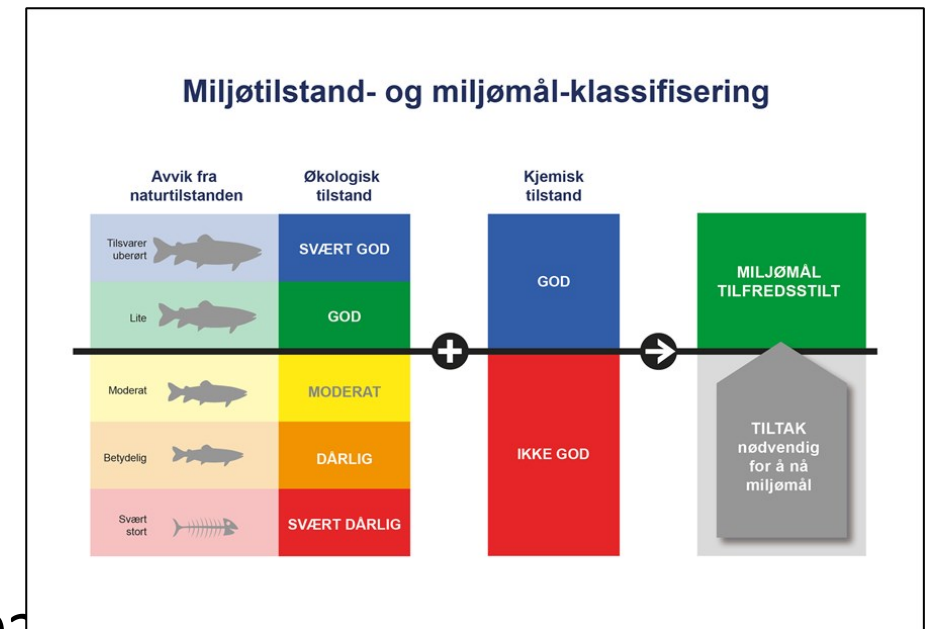 Miljøtilstand- og miljømål-klassifisering
Avvik fra
naturtilstanden
Økologisk
tilstand
Kjemisk
tilstand
Tilsvarer
uberørt
SVÆRT GOD
Lite
GOD
Moderat
MODERAT
Betydelig
DÅRLIG
Svært
stort
SVÆRT DÅRLIG
GOD
IKKE GOD
MILJØMÅL
TILFREDSSTILT
TILTAK
nødvendig
for å nå
miljømål